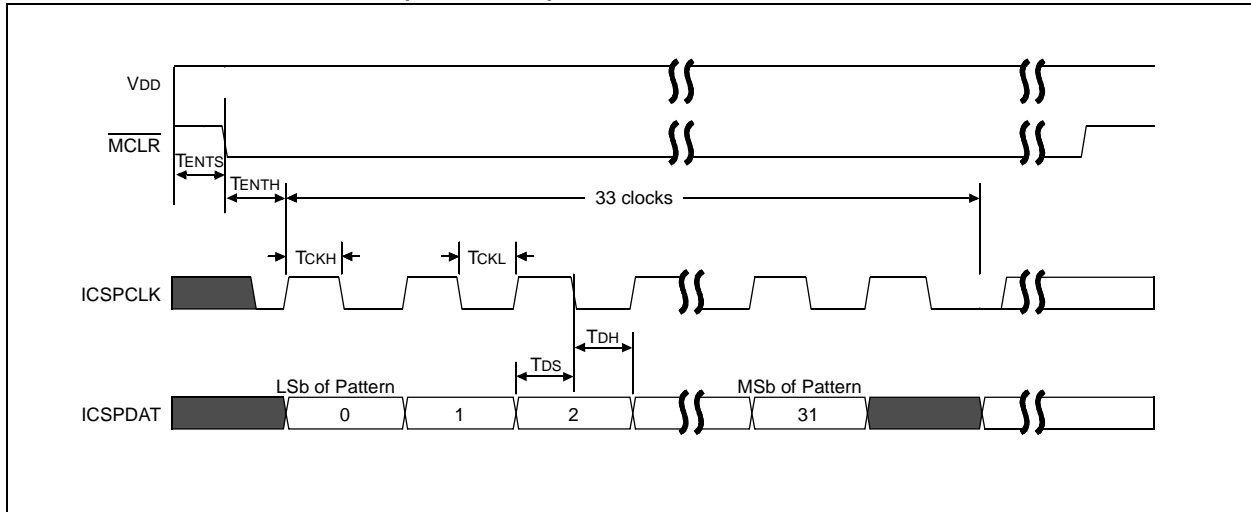 VDD
MCLR
TENTS
TENTH
33 clocks
TCKH
TCKL
ICSPCLK
TDH
TDS
LSb of Pattern
MSb of Pattern
ICSPDAT
0
1
2
31